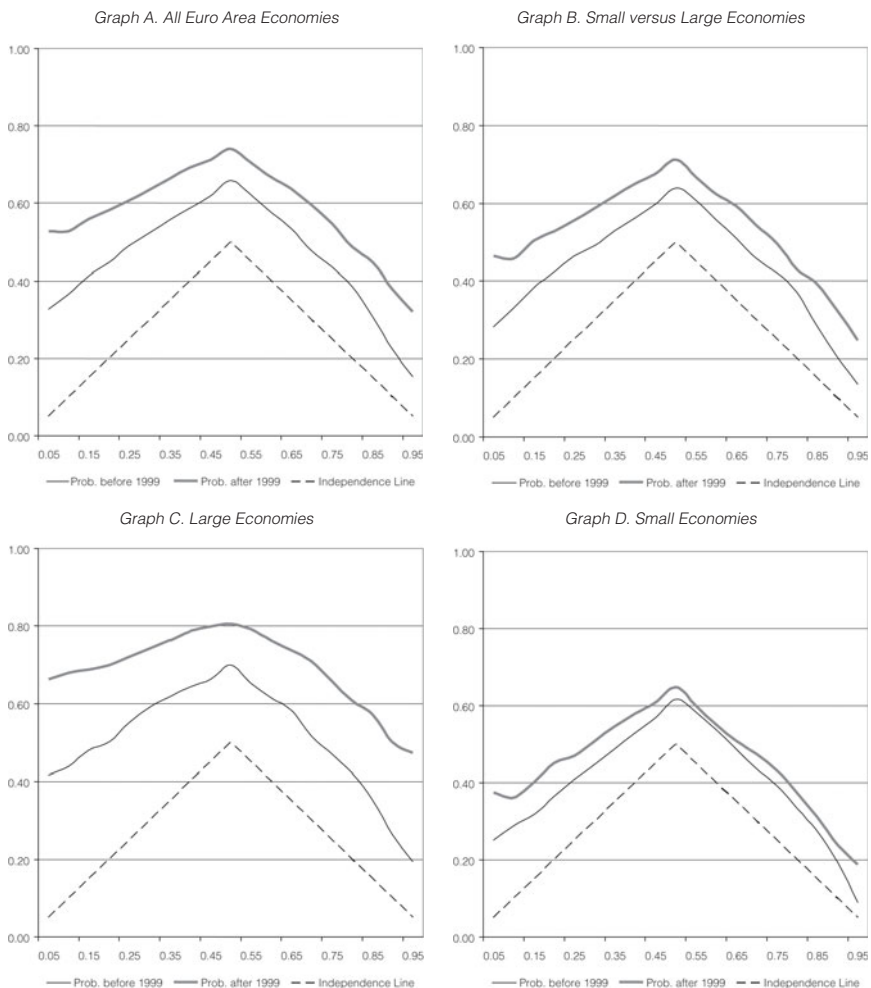 Graph A. All Euro Area Economies
1.00
0.80
0.60
0.40
0.20
0.00
0.05 0.15 0.25 0.35 0.45 0.55 0.65 0.75 0.85 0.95
Prob. before 1999 Prob. after 1999 Independence Line
Graph B. Small versus Large Economies
1.00
0.80
0.60
0.40
0.20
0.00
0.05 0.15 0.25 0.35 0.45 0.55 0.65 0.75 0.85 0.95
Prob. before 1999 Prob. after 1999 Independence Line
Graph C. Large Economies
1.00
0.80
0.60
0.40
0.20
0.00
0.05 0.15 0.25 0.35 0.45 0.55 0.65 0.75 0.85 0.95
Prob. before 1999 Prob. after 1999 Independence Line
Graph D. Small Economies
1.00
0.80
0.60
0.40
0.20
0.00
0.05 0.15 0.25 0.35 0.45 0.55 0.65 0.75 0.85 0.95
Prob. before 1999 Prob. after 1999 Independence Line